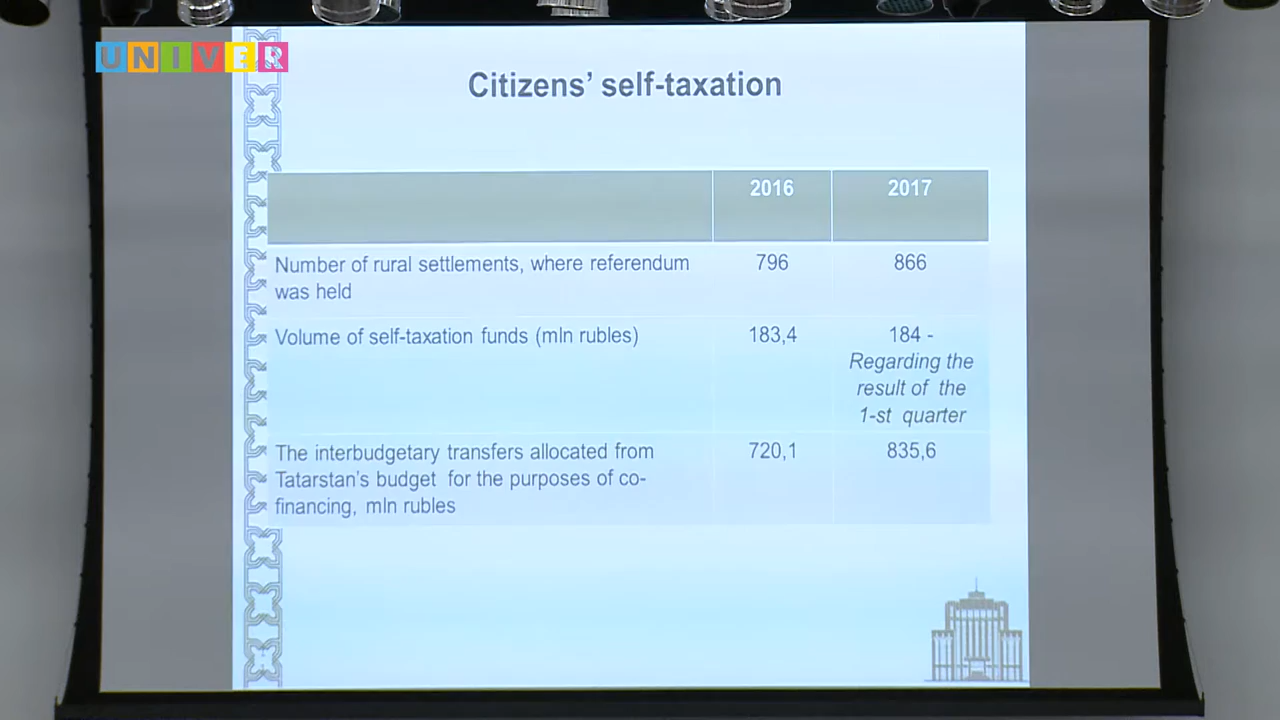 UNIVER
Citizens’ self-taxation
2016 2017
Number of rural settlements, where referendum was held 796 866
Volume of self-taxation funds (mln rubles) 183,4 184 -
Regarding the
result of the
1-st quarter
The interbudgetary transfers allocated from 720,1 835,6
Tatarstan’s budget for the purposes of co-
financing, mln rubles